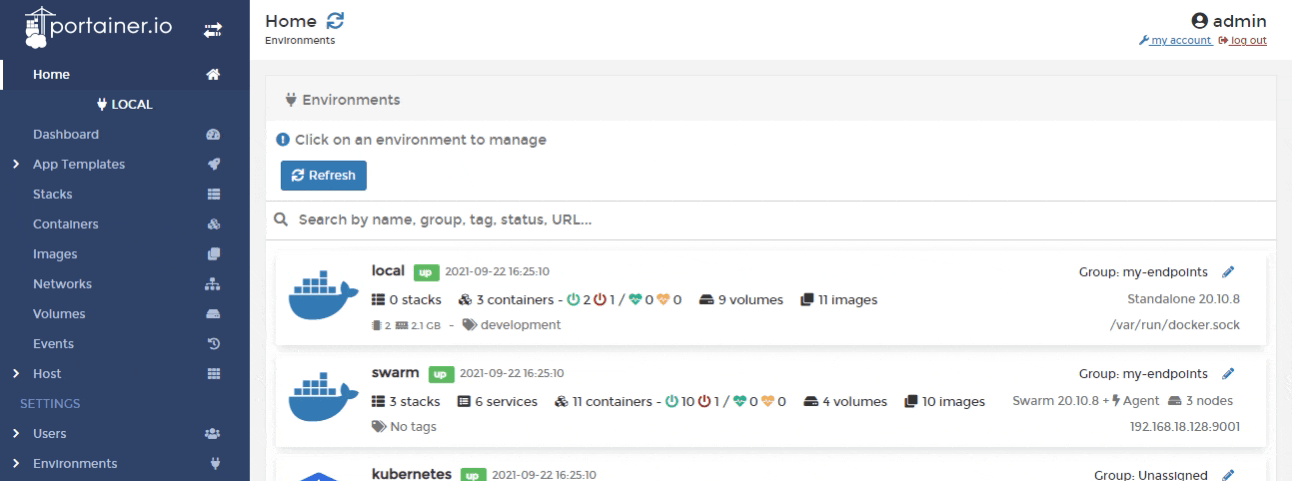 portainer.io
Home
LOCAL
Dashboard
App Templates
Stacks
Containers
Images
Networks
Volumes
Events
Host
SETTINGS
Users
Environments
Home
Environments
admin
my account log out
Environments
Click on an environment to manage
Refresh
Search by name, group, tag, status, URL...
local up 2021-09-22 16:25:10 Group: my-endpoints
0 stacks 3 containers - 2 1 / 0 0 9 volumes 11 images Standalone 20.10.8
2 2.1 GB - development /var/run/docker.sock
swarm up 2021-09-22 16:25:10 Group: my-endpoints
3 stacks 6 services 11 containers - 10 1 / 0 0 4 volumes 10 images Swarm 20.10.8 + Agent 3 nodes
No tags 192.168.18.128:9001
kubernetes up 2021-09-22 16:25:10 Group: Unassigned